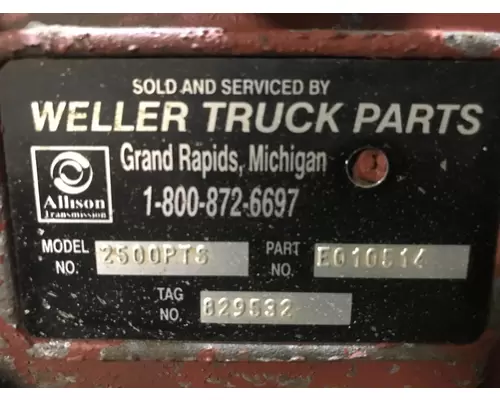 SOLD AND SERVICED BY
WELLER TRUCK PARTS
Grand Rapids, Michigan
1-800-872-6697
Allison
Transmission
MODEL NO. 2500PTS
PART NO. E010514
TAG NO. 829532